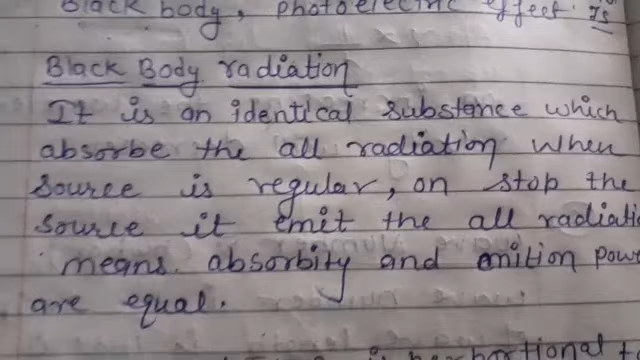 Black body, photoelectric effect Is
Black Body radiation
It is an identical substance which
absorbe the all radiation when
source is regular, on stop the
source it emit the all radiati
means. absorbity and emition pow
are equal.